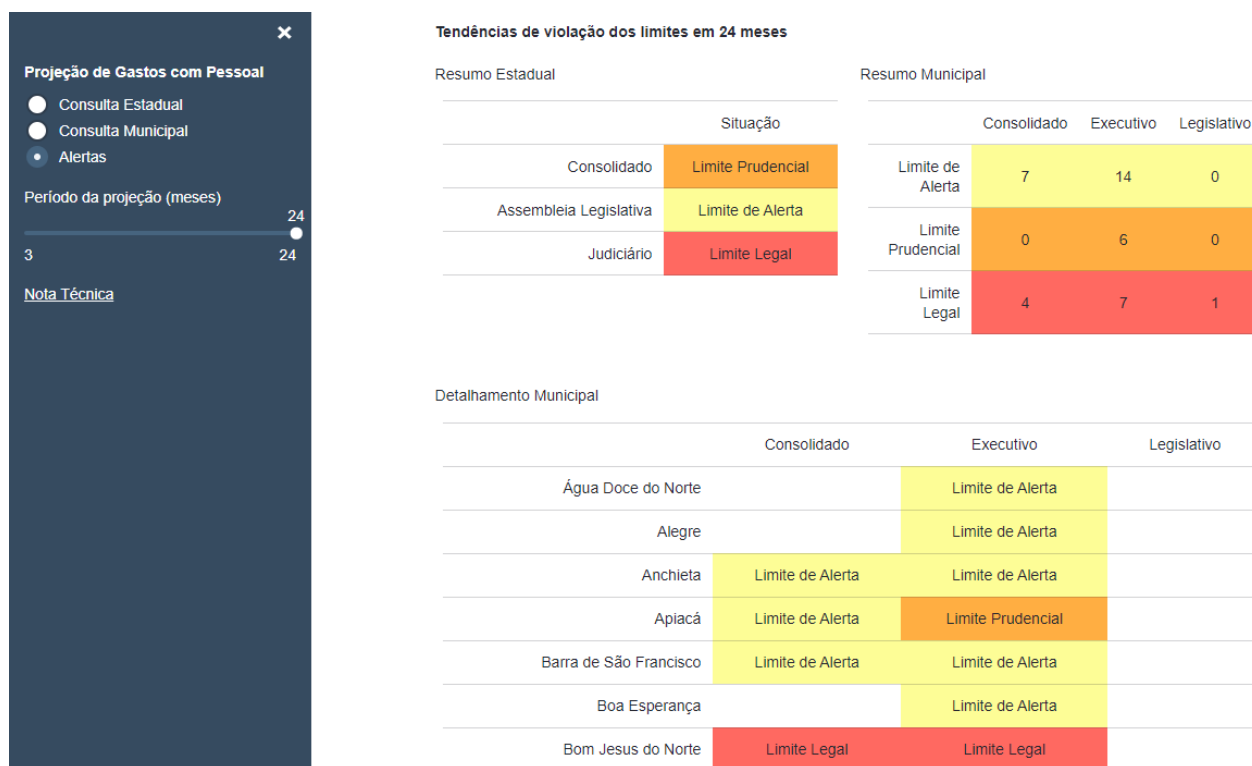 ×
Projeção de Gastos com Pessoal
Consulta Estadual
Consulta Municipal
Alertas
Período da projeção (meses)
24
3 24
Nota Técnica
Tendências de violação dos limites em 24 meses
Resumo Estadual
Situação
Consolidado Limite Prudencial
Assembleia Legislativa Limite de Alerta
Judiciário Limite Legal
Resumo Municipal
Consolidado Executivo Legislativo
Limite de
Alerta 7 14 0
Limite
Prudencial 0 6 0
Limite
Legal 4 7 1
Detalhamento Municipal
Consolidado Executivo Legislativo
Água Doce do Norte Limite de Alerta
Alegre Limite de Alerta
Anchieta Limite de Alerta Limite de Alerta
Apiacá Limite de Alerta Limite Prudencial
Barra de São Francisco Limite de Alerta Limite de Alerta
Boa Esperança Limite de Alerta
Bom Jesus do Norte Limite Legal Limite Legal